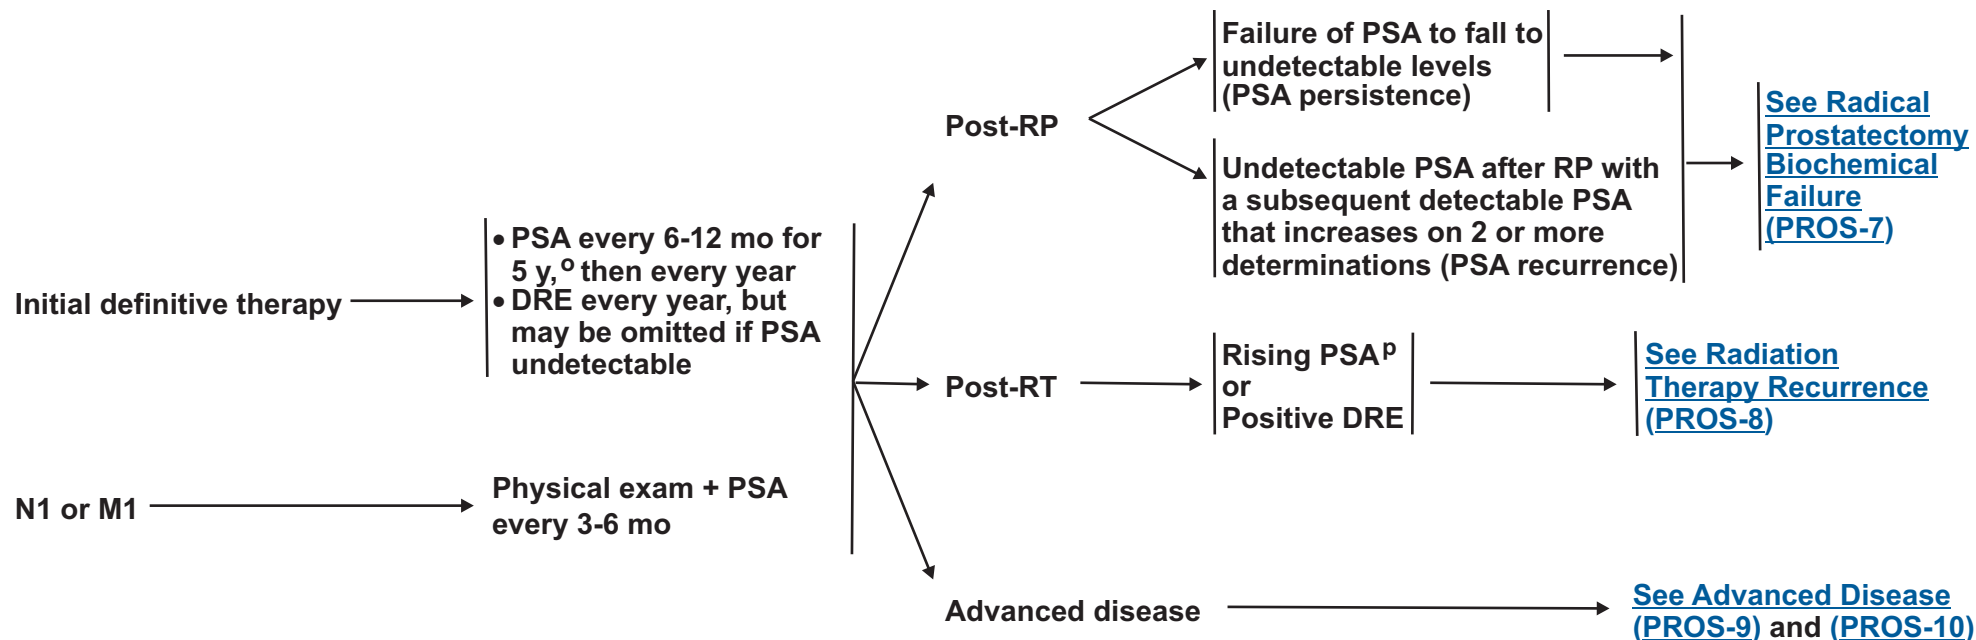 Initial definitive therapy
• PSA every 6-12 mo for
5 y,o then every year
• DRE every year, but
may be omitted if PSA
undetectable
N1 or M1
Physical exam + PSA
every 3-6 mo
Post-RP
Failure of PSA to fall to
undetectable levels
(PSA persistence)
Undetectable PSA after RP with
a subsequent detectable PSA
that increases on 2 or more
determinations (PSA recurrence)
See Radical
Prostatectomy
Biochemical
Failure
(PROS-7)
Post-RT
Rising PSAp
or
Positive DRE
See Radiation
Therapy Recurrence
(PROS-8)
Advanced disease
See Advanced Disease
(PROS-9) and (PROS-10)